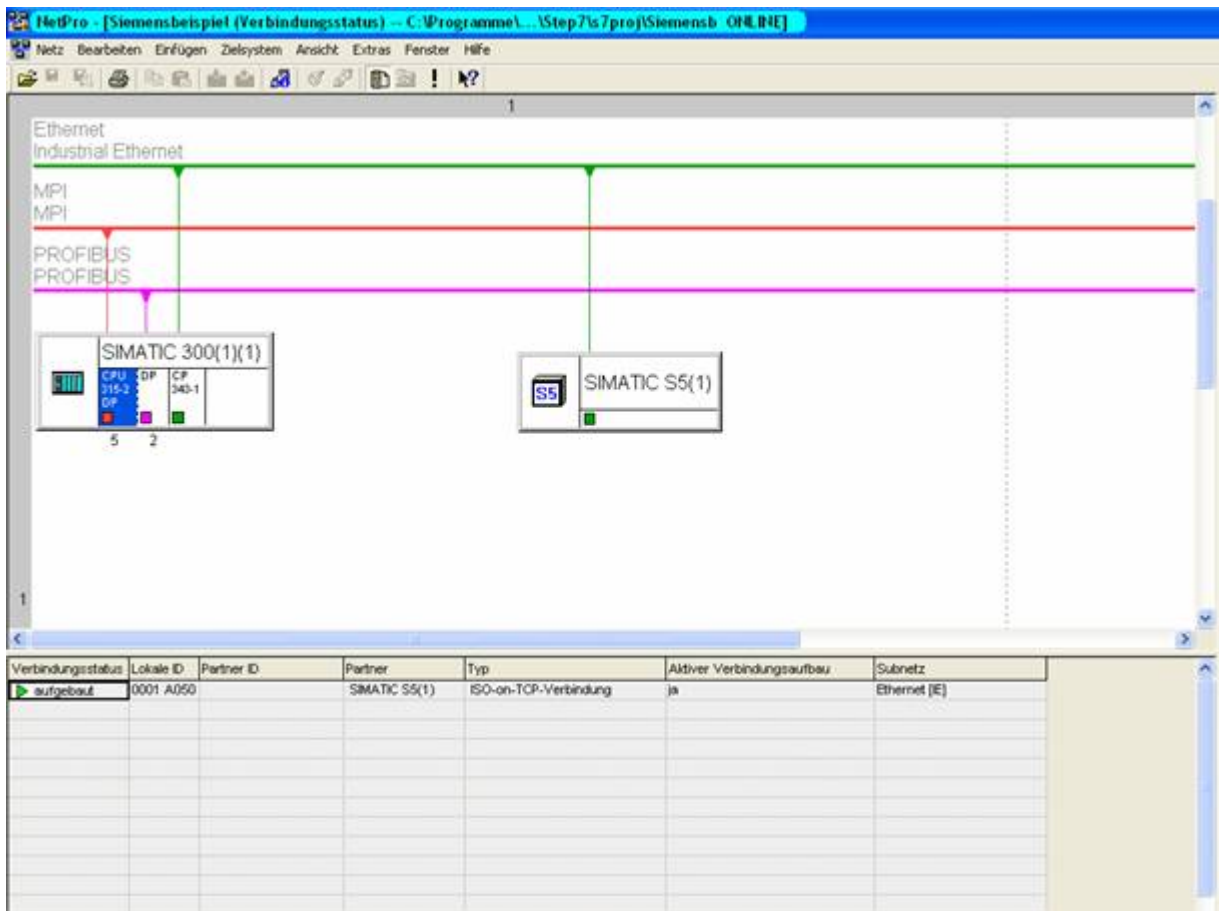 NetPro - [Siemensbeispiel (Verbindungsstatus) -- C:\Programme\...\Step7\s7proj\Siemensb ONLINE]
Netz Bearbeiten Einfügen Zielsystem Ansicht Extras Fenster Hilfe
1
Ethernet
Industrial Ethernet
MPI
MPI
PROFIBUS
PROFIBUS
SIMATIC 300(1)(1)
CPU 315-2 DP
DP
CP 343-1
5 2
S5
SIMATIC S5(1)
1
Verbindungsstatus Lokale ID Partner ID Partner Typ Aktiver Verbindungsaufbau Subnetz
aufgebaut 0001 A050 SIMATIC S5(1) ISO-on-TCP-Verbindung ja Ethernet [IE]